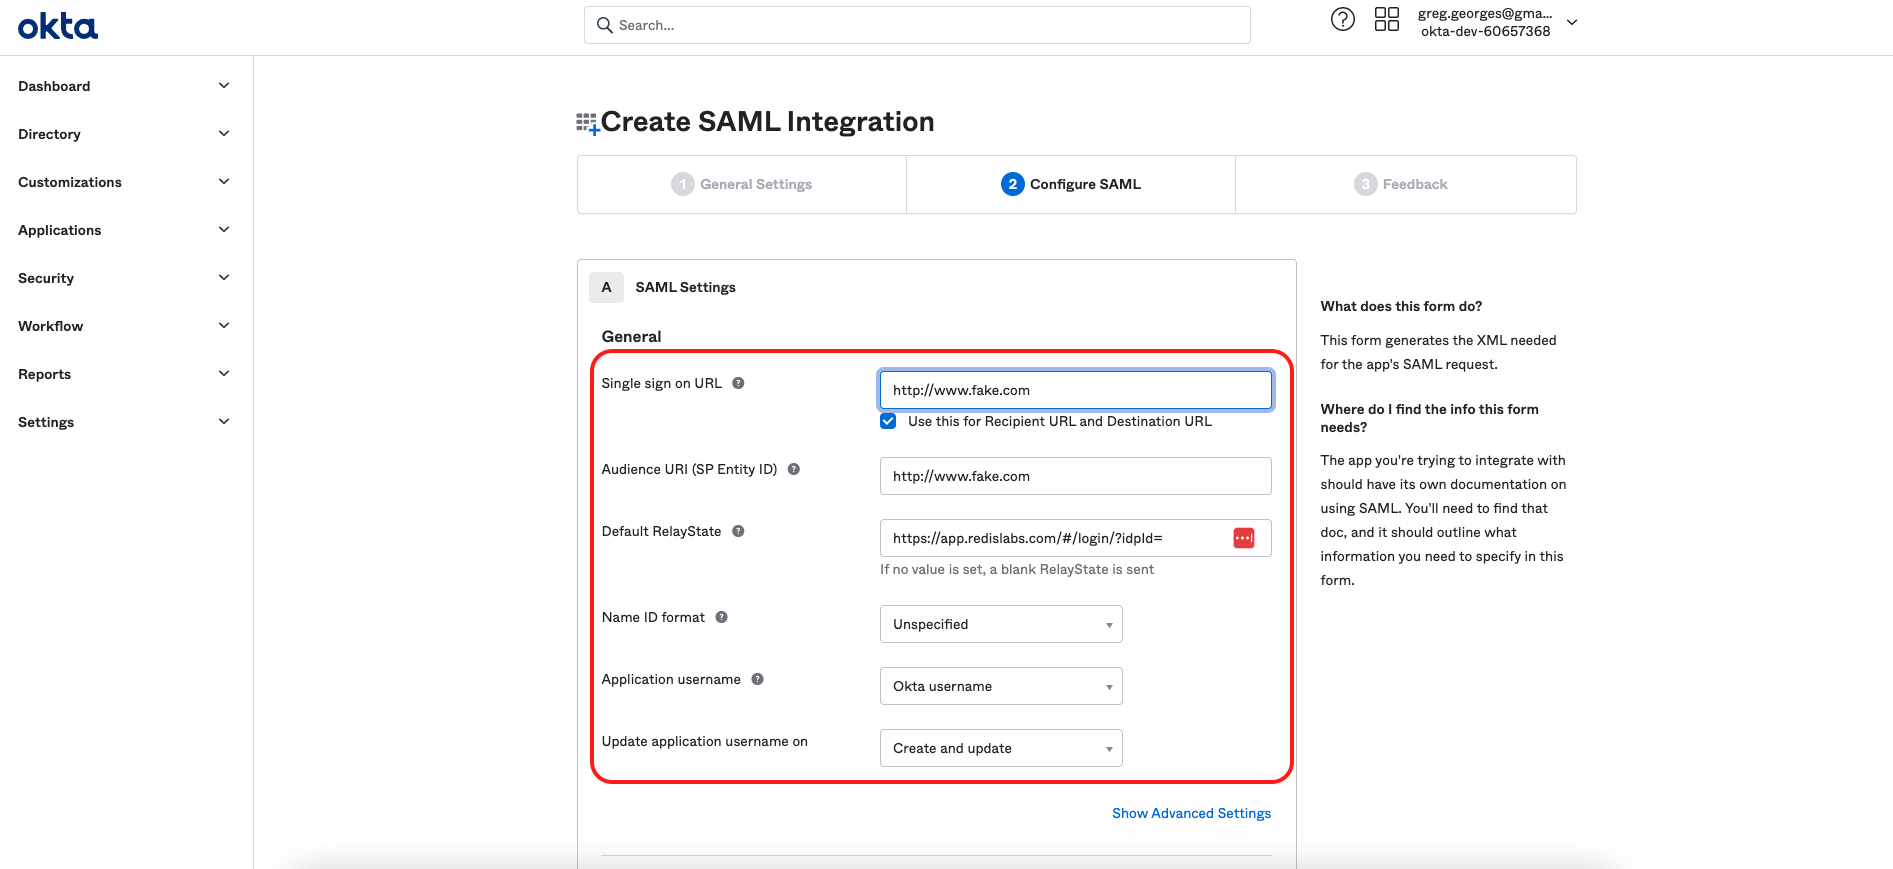 okta
Search...
greg.georges@gma...
okta-dev-60657368
Dashboard
Directory
Customizations
Applications
Security
Workflow
Reports
Settings
Create SAML Integration
1 General Settings
2 Configure SAML
3 Feedback
A SAML Settings
General
Single sign on URL ?
http://www.fake.com
Use this for Recipient URL and Destination URL
Audience URI (SP Entity ID) ?
http://www.fake.com
Default RelayState ?
https://app.redislabs.com/#/login/?idpId=
If no value is set, a blank RelayState is sent
Name ID format ?
Unspecified
Application username ?
Okta username
Update application username on
Create and update
Show Advanced Settings
What does this form do?
This form generates the XML needed
for the app's SAML request.
Where do I find the info this form
needs?
The app you're trying to integrate with
should have its own documentation on
using SAML. You'll need to find that
doc, and it should outline what
information you need to specify in this
form.